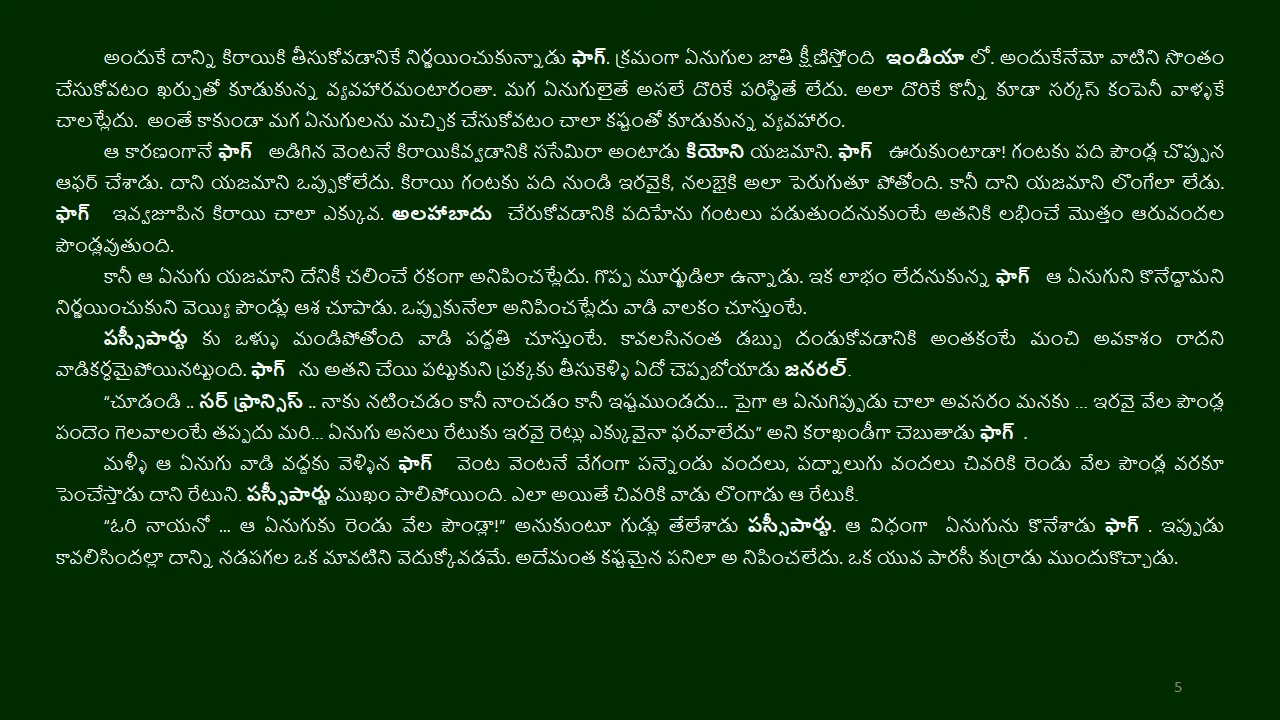 అందుకే దాన్ని కిరాయికి తీసుకోవడానికే నిర్ణయించుకున్నాడు ఫాగ్. క్రమంగా ఏనుగుల జాతి క్షీణిస్తోంది ఇండియా లో. అందుకేనేమో వాటిని సొంతం
చేసుకోవటం ఖర్చుతో కూడుకున్న వ్యవహారమంటారంతా. మగ ఏనుగులైతే అసలే దొరికే పరిస్థితే లేదు. అలా దొరికే కొన్నీ కూడా సర్కస్ కంపెనీ వాళ్ళకే
చాలట్లేదు. అంతే కాకుండా మగ ఏనుగులను మచ్చిక చేసుకోవటం చాలా కష్టంతో కూడుకున్న వ్యవహారం.
ఆ కారణంగానే ఫాగ్ అడిగిన వెంటనే కిరాయికివ్వడానికి ససేమిరా అంటాడు కియోని యజమాని. ఫాగ్ ఊరుకుంటాడా! గంటకు పది పౌండ్ల చొప్పున
ఆఫర్ చేశాడు. దాని యజమాని ఒప్పుకోలేదు. కిరాయి గంటకు పది నుండి ఇరవైకి, నలభైకి అలా పెరుగుతూ పోతోంది. కానీ దాని యజమాని లొంగేలా లేడు.
ఫాగ్ ఇవ్వజూపిన కిరాయి చాలా ఎక్కువ. అలహాబాదు చేరుకోవడానికి పదిహేను గంటలు పడుతుందనుకుంటే అతనికి లభించే మొత్తం ఆరువందల
పౌండ్లవుతుంది.
కానీ ఆ ఏనుగు యజమాని దేనికీ చలించే రకంగా అనిపించట్లేదు. గొప్ప మూర్ఖుడిలా ఉన్నాడు. ఇక లాభం లేదనుకున్న ఫాగ్ ఆ ఏనుగుని కొనేద్దామని
నిర్ణయించుకుని వెయ్యి పౌండ్లు ఆశ చూపాడు. ఒప్పుకునేలా అనిపించట్లేదు వాడి వాలకం చూస్తుంటే.
పస్సీపార్టు కు ఒళ్ళు మండిపోతోంది వాడి పద్దతి చూస్తుంటే. కావలసినంత డబ్బు దండుకోవడానికి అంతకంటే మంచి అవకాశం రాదని
వాడికర్థమైపోయినట్టుంది. ఫాగ్ ను అతని చేయి పట్టుకుని ప్రక్కకు తీసుకెళ్ళి ఏదో చెప్పబోయాడు జనరల్.
“చూడండి .. సర్ ఫ్రాన్సిస్ .. నాకు నటించడం కానీ నాంచడం కానీ ఇష్టముండదు... పైగా ఆ ఏనుగిప్పుడు చాలా అవసరం మనకు ... ఇరవై వేల పౌండ్ల
పందెం గెలవాలంటే తప్పదు మరి... ఏనుగు అసలు రేటుకు ఇరవై రెట్లు ఎక్కువైనా ఫరవాలేదు” అని కరాఖండీగా చెబుతాడు ఫాగ్ .
మళ్ళీ ఆ ఏనుగు వాడి వద్దకు వెళ్ళిన ఫాగ్ వెంట వెంటనే వేగంగా పన్నెండు వందలు, పద్నాలుగు వందలు చివరికి రెండు వేల పౌండ్ల వరకూ
పెంచేస్తాడు దాని రేటుని. పస్సీపార్టు ముఖం పాలిపోయింది. ఎలా అయితే చివరికి వాడు లొంగాడు ఆ రేటుకి.
“ఓరి నాయనో ... ఆ ఏనుగుకు రెండు వేల పౌండ్లా!” అనుకుంటూ గుడ్లు తేలేశాడు పస్సీపార్టు. ఆ విధంగా ఏనుగును కొనేశాడు ఫాగ్ . ఇప్పుడు
కావలిసిందల్లా దాన్ని నడపగల ఒక మావటిని వెదుక్కోవడమే. అదేమంత కష్టమైన పనిలా అ నిపించలేదు. ఒక యువ పారసీ కుర్రాడు ముందుకొచ్చాడు.
5